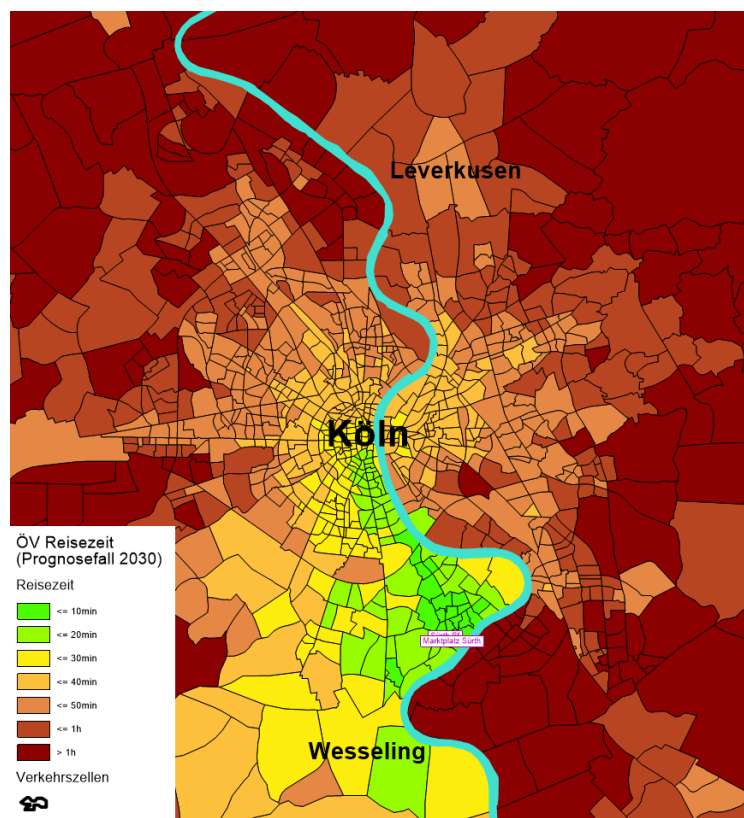 Leverkusen
Köln
ÖV Reisezeit
(Prognosefall 2030)
Reisezeit
<= 10min
<= 20min
<= 30min
<= 40min
<= 50min
<= 1h
> 1h
Verkehrszellen
Marktplatz Sürth
Wesseling